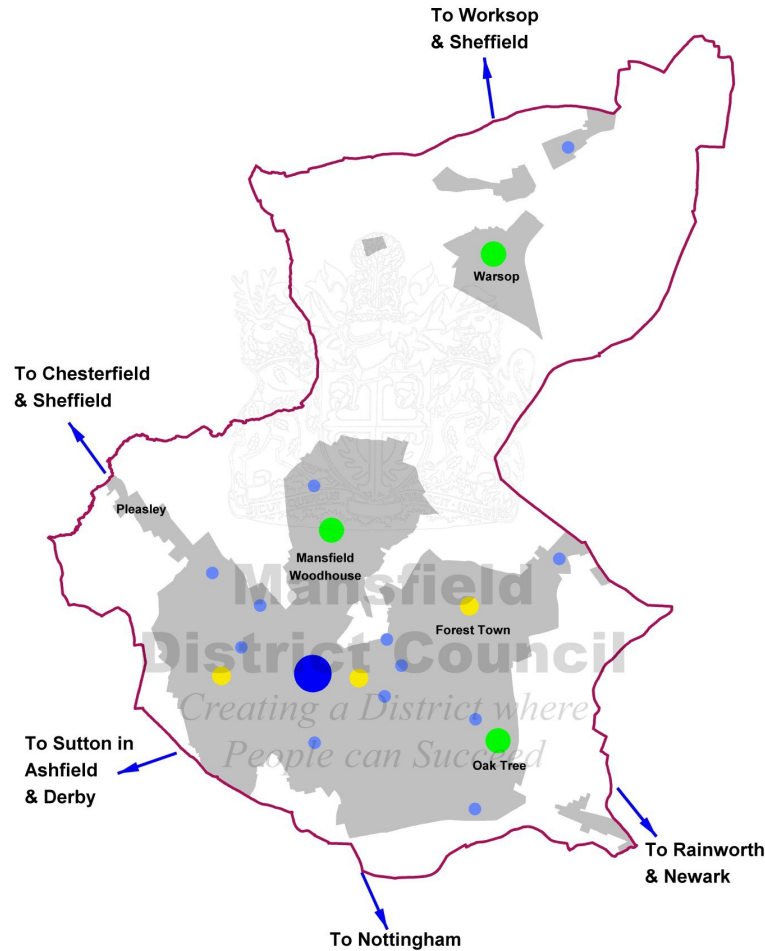 To Worksop
& Sheffield
Warsop
To Chesterfield
& Sheffield
Pleasley
Mansfield
Woodhouse
Mansfield
Forest Town
District Council
Creating a District where
People can Succeed
To Sutton in
Ashfield
& Derby
Oak Tree
To Rainworth
& Newark
To Nottingham